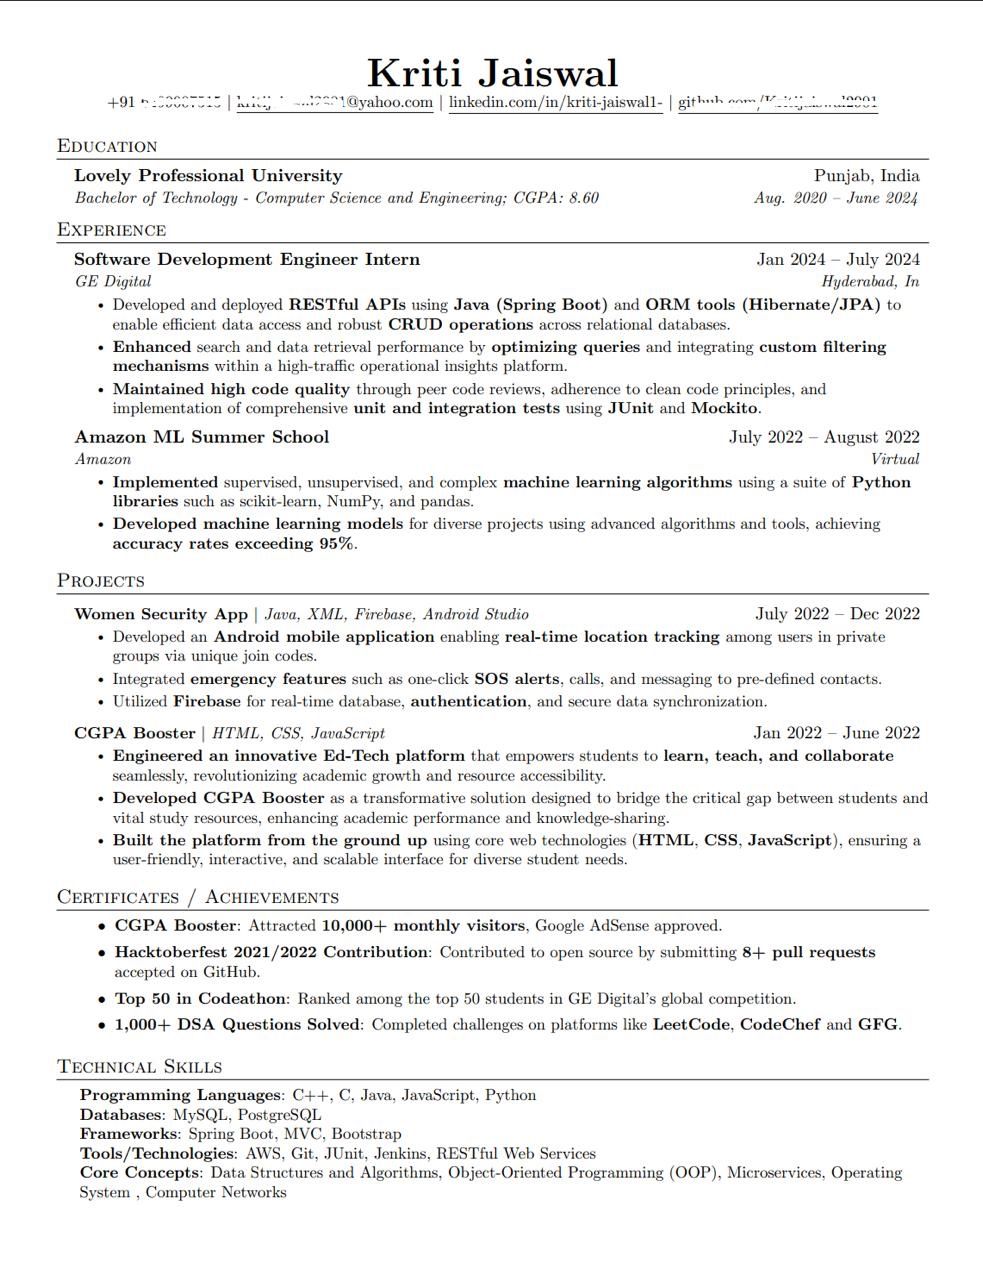 Kriti Jaiswal
+91 | @yahoo.com | linkedin.com/in/kriti-jaiswal1- |
Education
Lovely Professional University Punjab, India
Bachelor of Technology - Computer Science and Engineering; CGPA: 8.60 Aug. 2020 – June 2024
Experience
Software Development Engineer Intern Jan 2024 – July 2024
GE Digital Hyderabad, In
• Developed and deployed RESTful APIs using Java (Spring Boot) and ORM tools (Hibernate/JPA) to
enable efficient data access and robust CRUD operations across relational databases.
• Enhanced search and data retrieval performance by optimizing queries and integrating custom filtering
mechanisms within a high-traffic operational insights platform.
• Maintained high code quality through peer code reviews, adherence to clean code principles, and
implementation of comprehensive unit and integration tests using JUnit and Mockito.
Amazon ML Summer School July 2022 – August 2022
Amazon Virtual
• Implemented supervised, unsupervised, and complex machine learning algorithms using a suite of Python
libraries such as scikit-learn, NumPy, and pandas.
• Developed machine learning models for diverse projects using advanced algorithms and tools, achieving
accuracy rates exceeding 95%.
Projects
Women Security App | Java, XML, Firebase, Android Studio July 2022 – Dec 2022
• Developed an Android mobile application enabling real-time location tracking among users in private
groups via unique join codes.
• Integrated emergency features such as one-click SOS alerts, calls, and messaging to pre-defined contacts.
• Utilized Firebase for real-time database, authentication, and secure data synchronization.
CGPA Booster | HTML, CSS, JavaScript Jan 2022 – June 2022
• Engineered an innovative Ed-Tech platform that empowers students to learn, teach, and collaborate
seamlessly, revolutionizing academic growth and resource accessibility.
• Developed CGPA Booster as a transformative solution designed to bridge the critical gap between students and
vital study resources, enhancing academic performance and knowledge-sharing.
• Built the platform from the ground up using core web technologies (HTML, CSS, JavaScript), ensuring a
user-friendly, interactive, and scalable interface for diverse student needs.
Certificates / Achievements
• CGPA Booster: Attracted 10,000+ monthly visitors, Google AdSense approved.
• Hacktoberfest 2021/2022 Contribution: Contributed to open source by submitting 8+ pull requests
accepted on GitHub.
• Top 50 in Codeathon: Ranked among the top 50 students in GE Digital's global competition.
• 1,000+ DSA Questions Solved: Completed challenges on platforms like LeetCode, CodeChef and GFG.
Technical Skills
Programming Languages: C++, C, Java, JavaScript, Python
Databases: MySQL, PostgreSQL
Frameworks: Spring Boot, MVC, Bootstrap
Tools/Technologies: AWS, Git, JUnit, Jenkins, RESTful Web Services
Core Concepts: Data Structures and Algorithms, Object-Oriented Programming (OOP), Microservices, Operating
System , Computer Networks